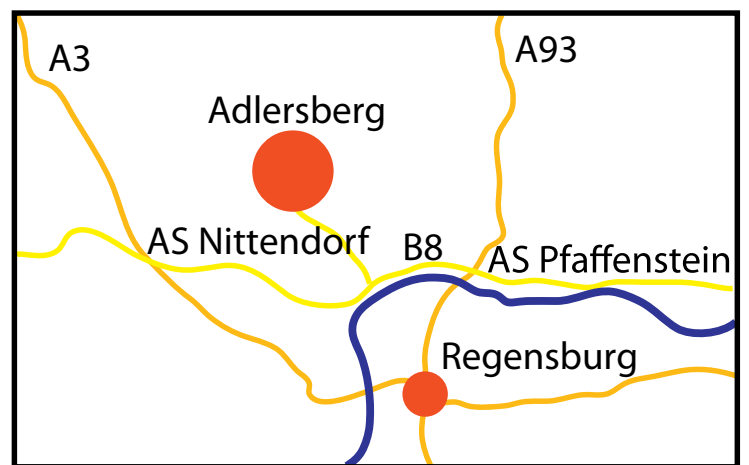 A3
A93
Adlersberg
AS Nittendorf
B8
AS Pfaffenstein
Regensburg